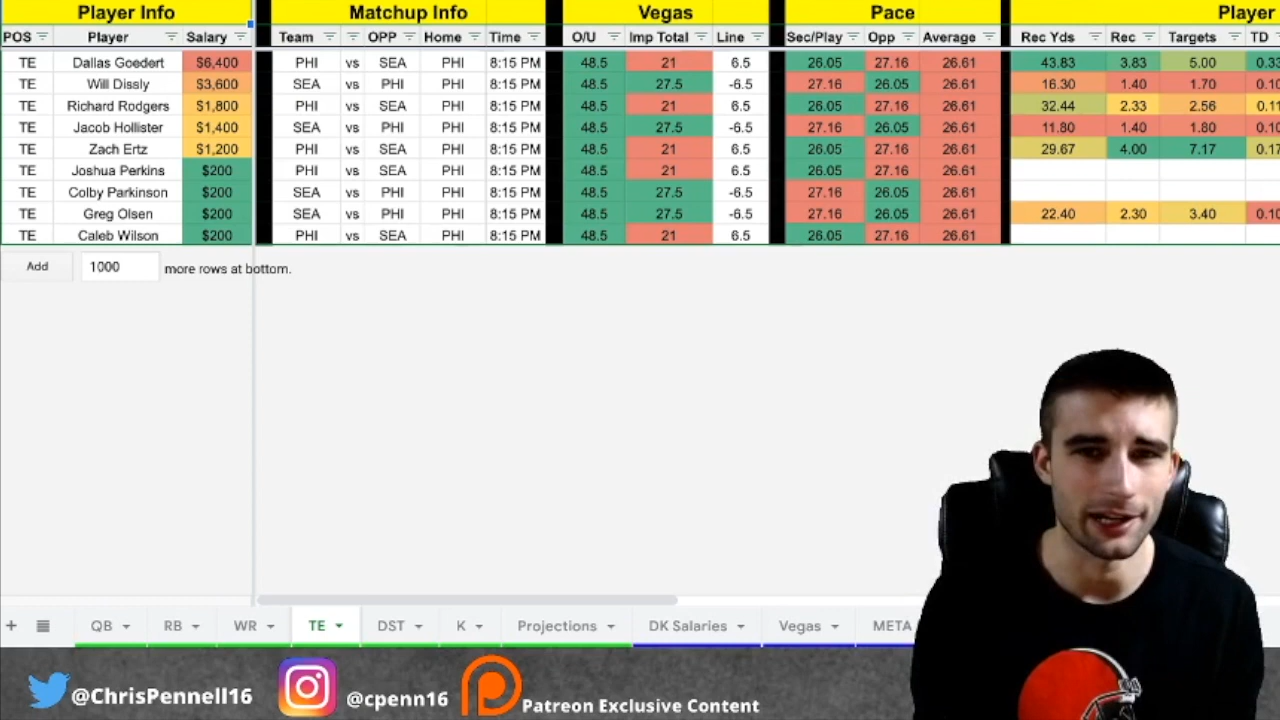 Player Info Matchup Info Vegas Pace Player
POS Player Salary Team OPP Home Time O/U Imp Total Line Sec/Play Opp Average Rec Yds Rec Targets TD
TE Dallas Goedert $6,400 PHI vs SEA PHI 8:15 PM 48.5 21 6.5 26.05 27.16 26.61 43.83 3.83 5.00
TE Will Dissly $3,600 SEA vs PHI PHI 8:15 PM 48.5 27.5 -6.5 27.16 26.05 26.61 16.30 1.40 1.70
TE Richard Rodgers $1,800 PHI vs SEA PHI 8:15 PM 48.5 21 6.5 26.05 27.16 26.61 32.44 2.33 2.56
TE Jacob Hollister $1,400 SEA vs PHI PHI 8:15 PM 48.5 27.5 -6.5 27.16 26.05 26.61 11.80 1.40 1.80
TE Zach Ertz $1,200 PHI vs SEA PHI 8:15 PM 48.5 21 6.5 26.05 27.16 26.61 29.67 4.00 7.17
TE Joshua Perkins $200 PHI vs SEA PHI 8:15 PM 48.5 21 6.5 26.05 27.16 26.61
TE Colby Parkinson $200 SEA vs PHI PHI 8:15 PM 48.5 27.5 -6.5 27.16 26.05 26.61
TE Greg Olsen $200 SEA vs PHI PHI 8:15 PM 48.5 27.5 -6.5 27.16 26.05 26.61 22.40 2.30 3.40
TE Caleb Wilson $200 PHI vs SEA PHI 8:15 PM 48.5 21 6.5 26.05 27.16 26.61
Add 1000 more rows at bottom.
+ QB RB WR TE DST K Projections DK Salaries Vegas META
@ChrisPennell16 @cpenn16 Patreon Exclusive Content